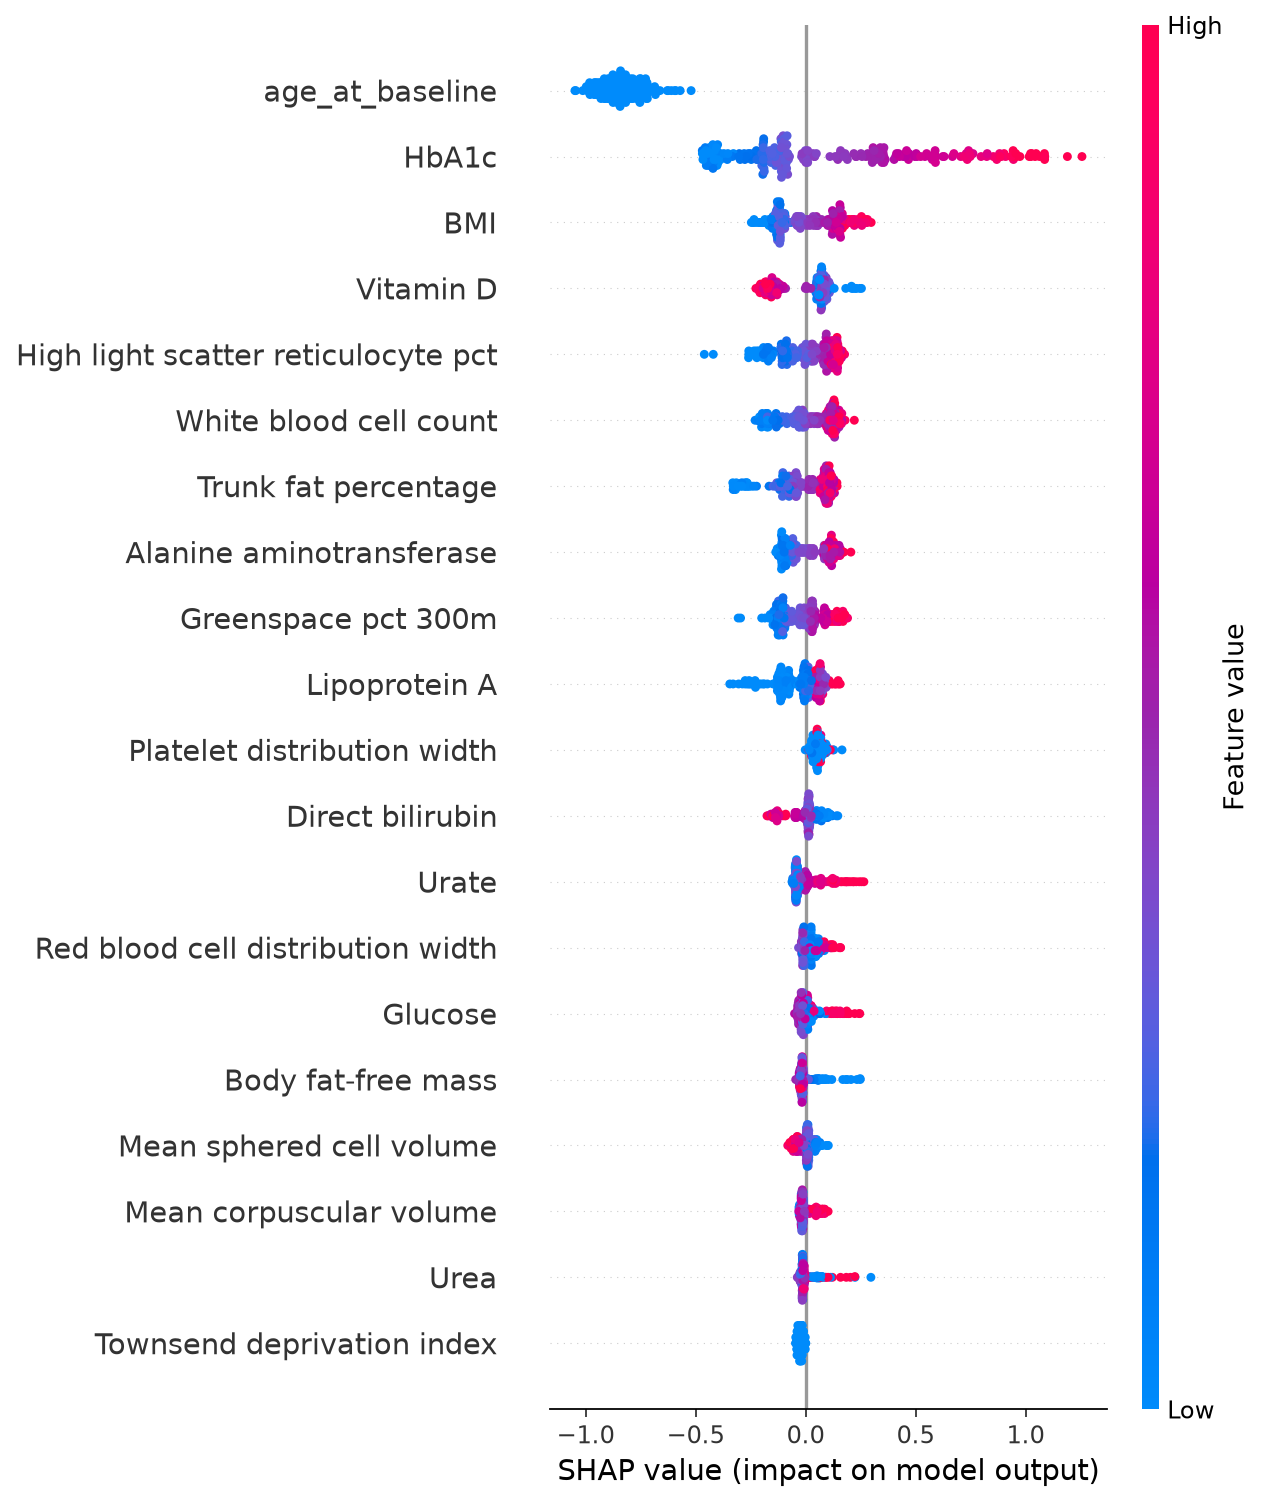 High
age_at_baseline
HbA1c
BMI
Vitamin D
High light scatter reticulocyte pct
White blood cell count
Trunk fat percentage
Alanine aminotransferase
Greenspace pct 300m
Lipoprotein A
Platelet distribution width
Direct bilirubin
Urate
Red blood cell distribution width
Glucose
Body fat-free mass
Mean sphered cell volume
Mean corpuscular volume
Urea
Townsend deprivation index
Feature value
Low
−1.0 −0.5 0.0 0.5 1.0
SHAP value (impact on model output)